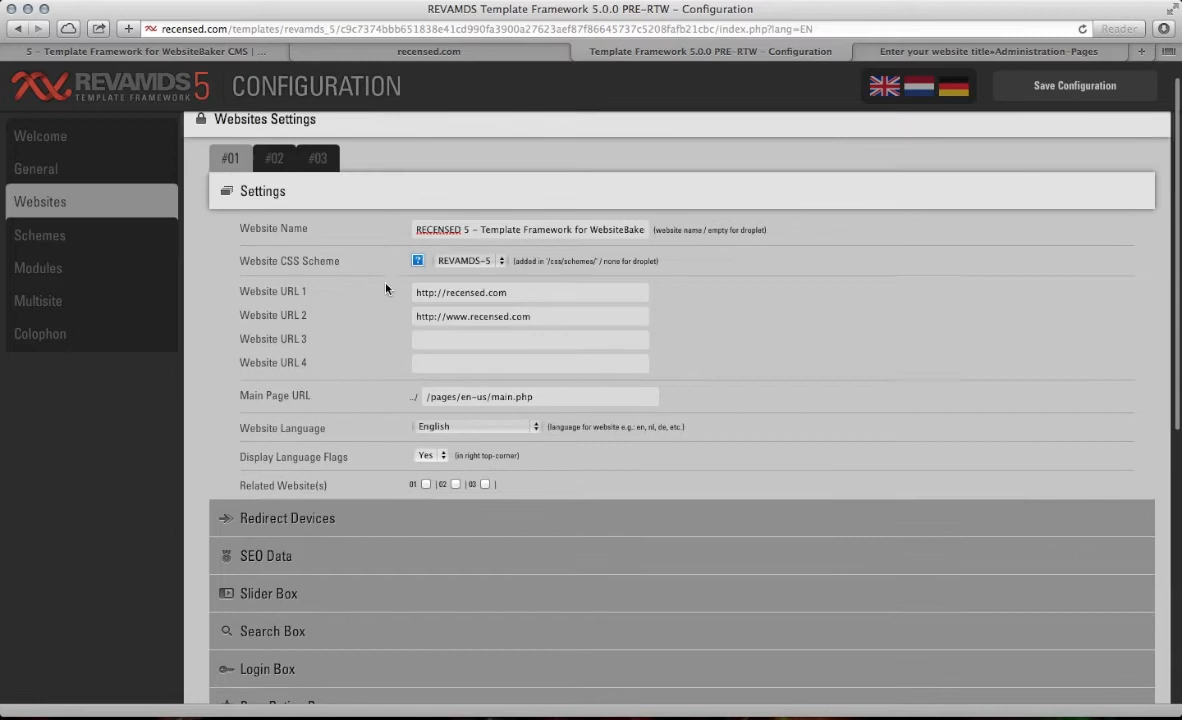 REVAMDS Template Framework 5.0.0 PRE-RTW – Configuration
recensed.com/templates/revamds_5/c9c7374bbb651838e41cd990fa3900a27623aef87f86645737c5208fafb21cbc/index.php?lang=EN
Reader
5 – Template Framework for WebsiteBaker CMS | ...
recensed.com
Template Framework 5.0.0 PRE-RTW – Configuration
Enter your website title»Administration-Pages
REVAMDS 5
TEMPLATE FRAMEWORK
CONFIGURATION
Save Configuration
Welcome
General
Websites
Schemes
Modules
Multisite
Colophon
Websites Settings
#01 #02 #03
Settings
Website Name RECENSED 5 – Template Framework for WebsiteBake (website name / empty for droplet)
Website CSS Scheme ? REVAMDS-5 (added in '/css/schemes/' / none for droplet)
Website URL 1 http://recensed.com
Website URL 2 http://www.recensed.com
Website URL 3
Website URL 4
Main Page URL ../ /pages/en-us/main.php
Website Language English (language for website e.g.: en, nl, de, etc.)
Display Language Flags Yes (in right top-corner)
Related Website(s) 01 | 02 | 03 |
Redirect Devices
SEO Data
Slider Box
Search Box
Login Box